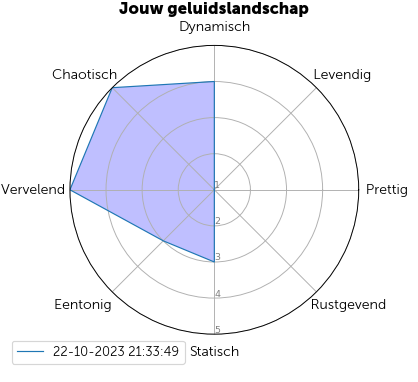 Jouw geluidslandschap
Dynamisch
Chaotisch
Levendig
Vervelend
1
Prettig
2
3
4
Eentonig
Rustgevend
5
22-10-2023 21:33:49
Statisch